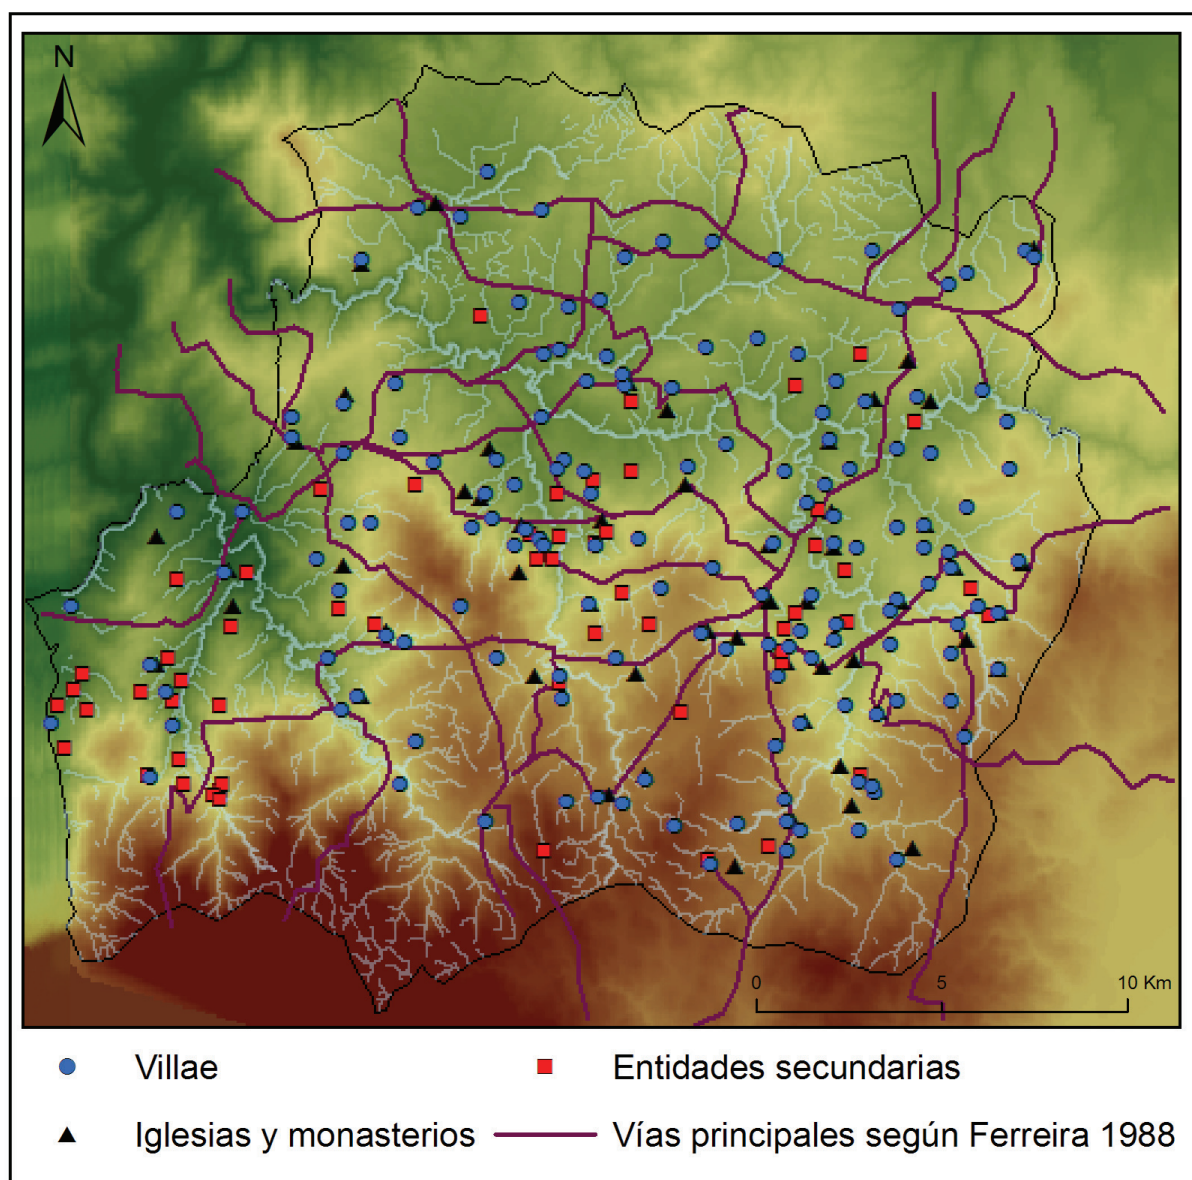 N
0 5 10 Km
Villae
Entidades secundarias
Iglesias y monasterios
Vías principales según Ferreira 1988